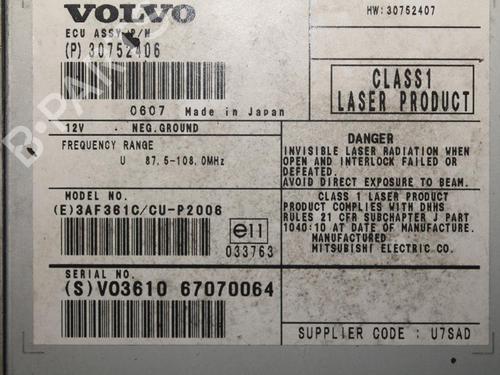 VOLVO
ECU ASSY P/N
(P) 30752406
HW: 30752407
CLASS1
LASER PRODUCT
0607 Made in Japan
12V - NEG. GROUND
FREQUENCY RANGE
U 87.5-108.0MHz
DANGER
INVISIBLE LASER RADIATION WHEN
OPEN AND INTERLOCK FAILED OR
DEFEATED.
AVOID DIRECT EXPOSURE TO BEAM.
MODEL NO.
(E)3AF361C/CU-P2006
e11
033763
CLASS 1 LASER PRODUCT
PRODUCT COMPLIES WITH DHHS
RULES 21 CFR SUBCHAPTER J PART
1040:10 AT DATE OF MANUFACTURE.
MANUFACTURED
MITSUBISHI ELECTRIC CO.
SERIAL NO.
(S) VO3610 67070064
SUPPLIER CODE : U7SAD